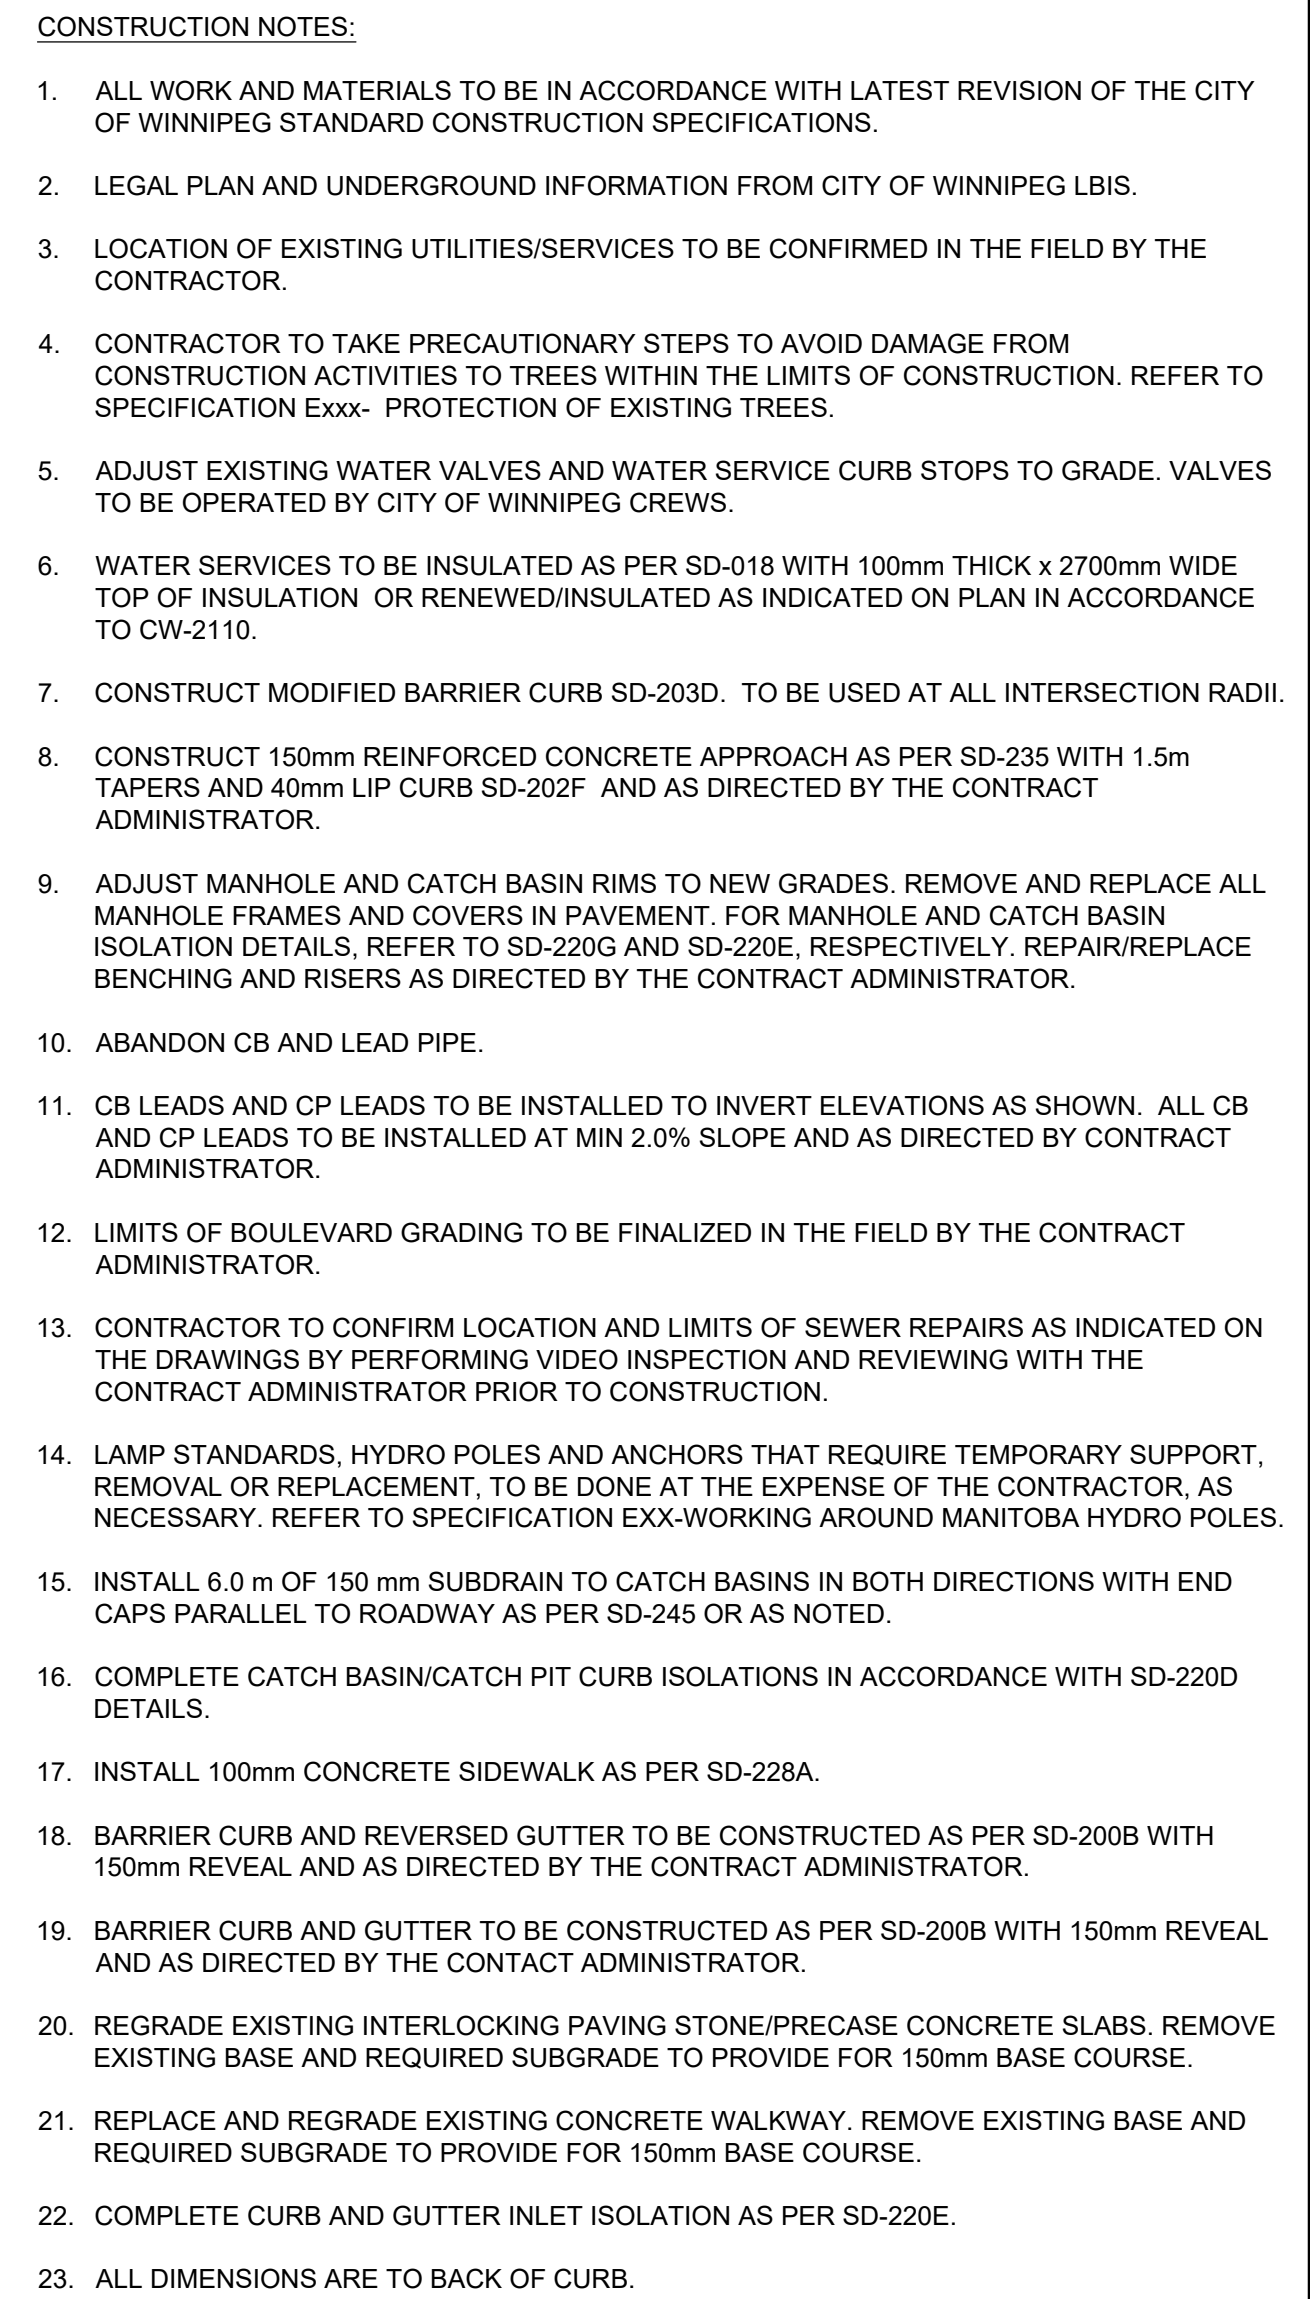 CONSTRUCTION NOTES:
1. ALL WORK AND MATERIALS TO BE IN ACCORDANCE WITH LATEST REVISION OF THE CITY
OF WINNIPEG STANDARD CONSTRUCTION SPECIFICATIONS.
2. LEGAL PLAN AND UNDERGROUND INFORMATION FROM CITY OF WINNIPEG LBIS.
3. LOCATION OF EXISTING UTILITIES/SERVICES TO BE CONFIRMED IN THE FIELD BY THE
CONTRACTOR.
4. CONTRACTOR TO TAKE PRECAUTIONARY STEPS TO AVOID DAMAGE FROM
CONSTRUCTION ACTIVITIES TO TREES WITHIN THE LIMITS OF CONSTRUCTION. REFER TO
SPECIFICATION Exxx- PROTECTION OF EXISTING TREES.
5. ADJUST EXISTING WATER VALVES AND WATER SERVICE CURB STOPS TO GRADE. VALVES
TO BE OPERATED BY CITY OF WINNIPEG CREWS.
6. WATER SERVICES TO BE INSULATED AS PER SD-018 WITH 100mm THICK x 2700mm WIDE
TOP OF INSULATION OR RENEWED/INSULATED AS INDICATED ON PLAN IN ACCORDANCE
TO CW-2110.
7. CONSTRUCT MODIFIED BARRIER CURB SD-203D. TO BE USED AT ALL INTERSECTION RADII.
8. CONSTRUCT 150mm REINFORCED CONCRETE APPROACH AS PER SD-235 WITH 1.5m
TAPERS AND 40mm LIP CURB SD-202F AND AS DIRECTED BY THE CONTRACT
ADMINISTRATOR.
9. ADJUST MANHOLE AND CATCH BASIN RIMS TO NEW GRADES. REMOVE AND REPLACE ALL
MANHOLE FRAMES AND COVERS IN PAVEMENT. FOR MANHOLE AND CATCH BASIN
ISOLATION DETAILS, REFER TO SD-220G AND SD-220E, RESPECTIVELY. REPAIR/REPLACE
BENCHING AND RISERS AS DIRECTED BY THE CONTRACT ADMINISTRATOR.
10. ABANDON CB AND LEAD PIPE.
11. CB LEADS AND CP LEADS TO BE INSTALLED TO INVERT ELEVATIONS AS SHOWN. ALL CB
AND CP LEADS TO BE INSTALLED AT MIN 2.0% SLOPE AND AS DIRECTED BY CONTRACT
ADMINISTRATOR.
12. LIMITS OF BOULEVARD GRADING TO BE FINALIZED IN THE FIELD BY THE CONTRACT
ADMINISTRATOR.
13. CONTRACTOR TO CONFIRM LOCATION AND LIMITS OF SEWER REPAIRS AS INDICATED ON
THE DRAWINGS BY PERFORMING VIDEO INSPECTION AND REVIEWING WITH THE
CONTRACT ADMINISTRATOR PRIOR TO CONSTRUCTION.
14. LAMP STANDARDS, HYDRO POLES AND ANCHORS THAT REQUIRE TEMPORARY SUPPORT,
REMOVAL OR REPLACEMENT, TO BE DONE AT THE EXPENSE OF THE CONTRACTOR, AS
NECESSARY. REFER TO SPECIFICATION EXX-WORKING AROUND MANITOBA HYDRO POLES.
15. INSTALL 6.0 m OF 150 mm SUBDRAIN TO CATCH BASINS IN BOTH DIRECTIONS WITH END
CAPS PARALLEL TO ROADWAY AS PER SD-245 OR AS NOTED.
16. COMPLETE CATCH BASIN/CATCH PIT CURB ISOLATIONS IN ACCORDANCE WITH SD-220D
DETAILS.
17. INSTALL 100mm CONCRETE SIDEWALK AS PER SD-228A.
18. BARRIER CURB AND REVERSED GUTTER TO BE CONSTRUCTED AS PER SD-200B WITH
150mm REVEAL AND AS DIRECTED BY THE CONTRACT ADMINISTRATOR.
19. BARRIER CURB AND GUTTER TO BE CONSTRUCTED AS PER SD-200B WITH 150mm REVEAL
AND AS DIRECTED BY THE CONTACT ADMINISTRATOR.
20. REGRADE EXISTING INTERLOCKING PAVING STONE/PRECASE CONCRETE SLABS. REMOVE
EXISTING BASE AND REQUIRED SUBGRADE TO PROVIDE FOR 150mm BASE COURSE.
21. REPLACE AND REGRADE EXISTING CONCRETE WALKWAY. REMOVE EXISTING BASE AND
REQUIRED SUBGRADE TO PROVIDE FOR 150mm BASE COURSE.
22. COMPLETE CURB AND GUTTER INLET ISOLATION AS PER SD-220E.
23. ALL DIMENSIONS ARE TO BACK OF CURB.